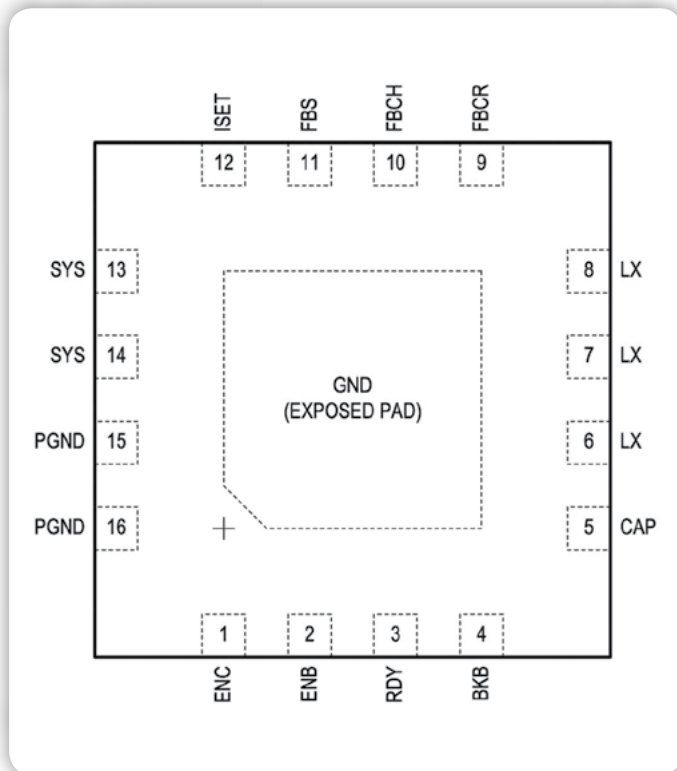 ISET FBS FBCH FBCR
12 11 10 9
SYS 13
8 LX
SYS 14
7 LX
GND
(EXPOSED PAD)
PGND 15
6 LX
PGND 16
5 CAP
1 2 3 4
ENC ENB RDY BKB